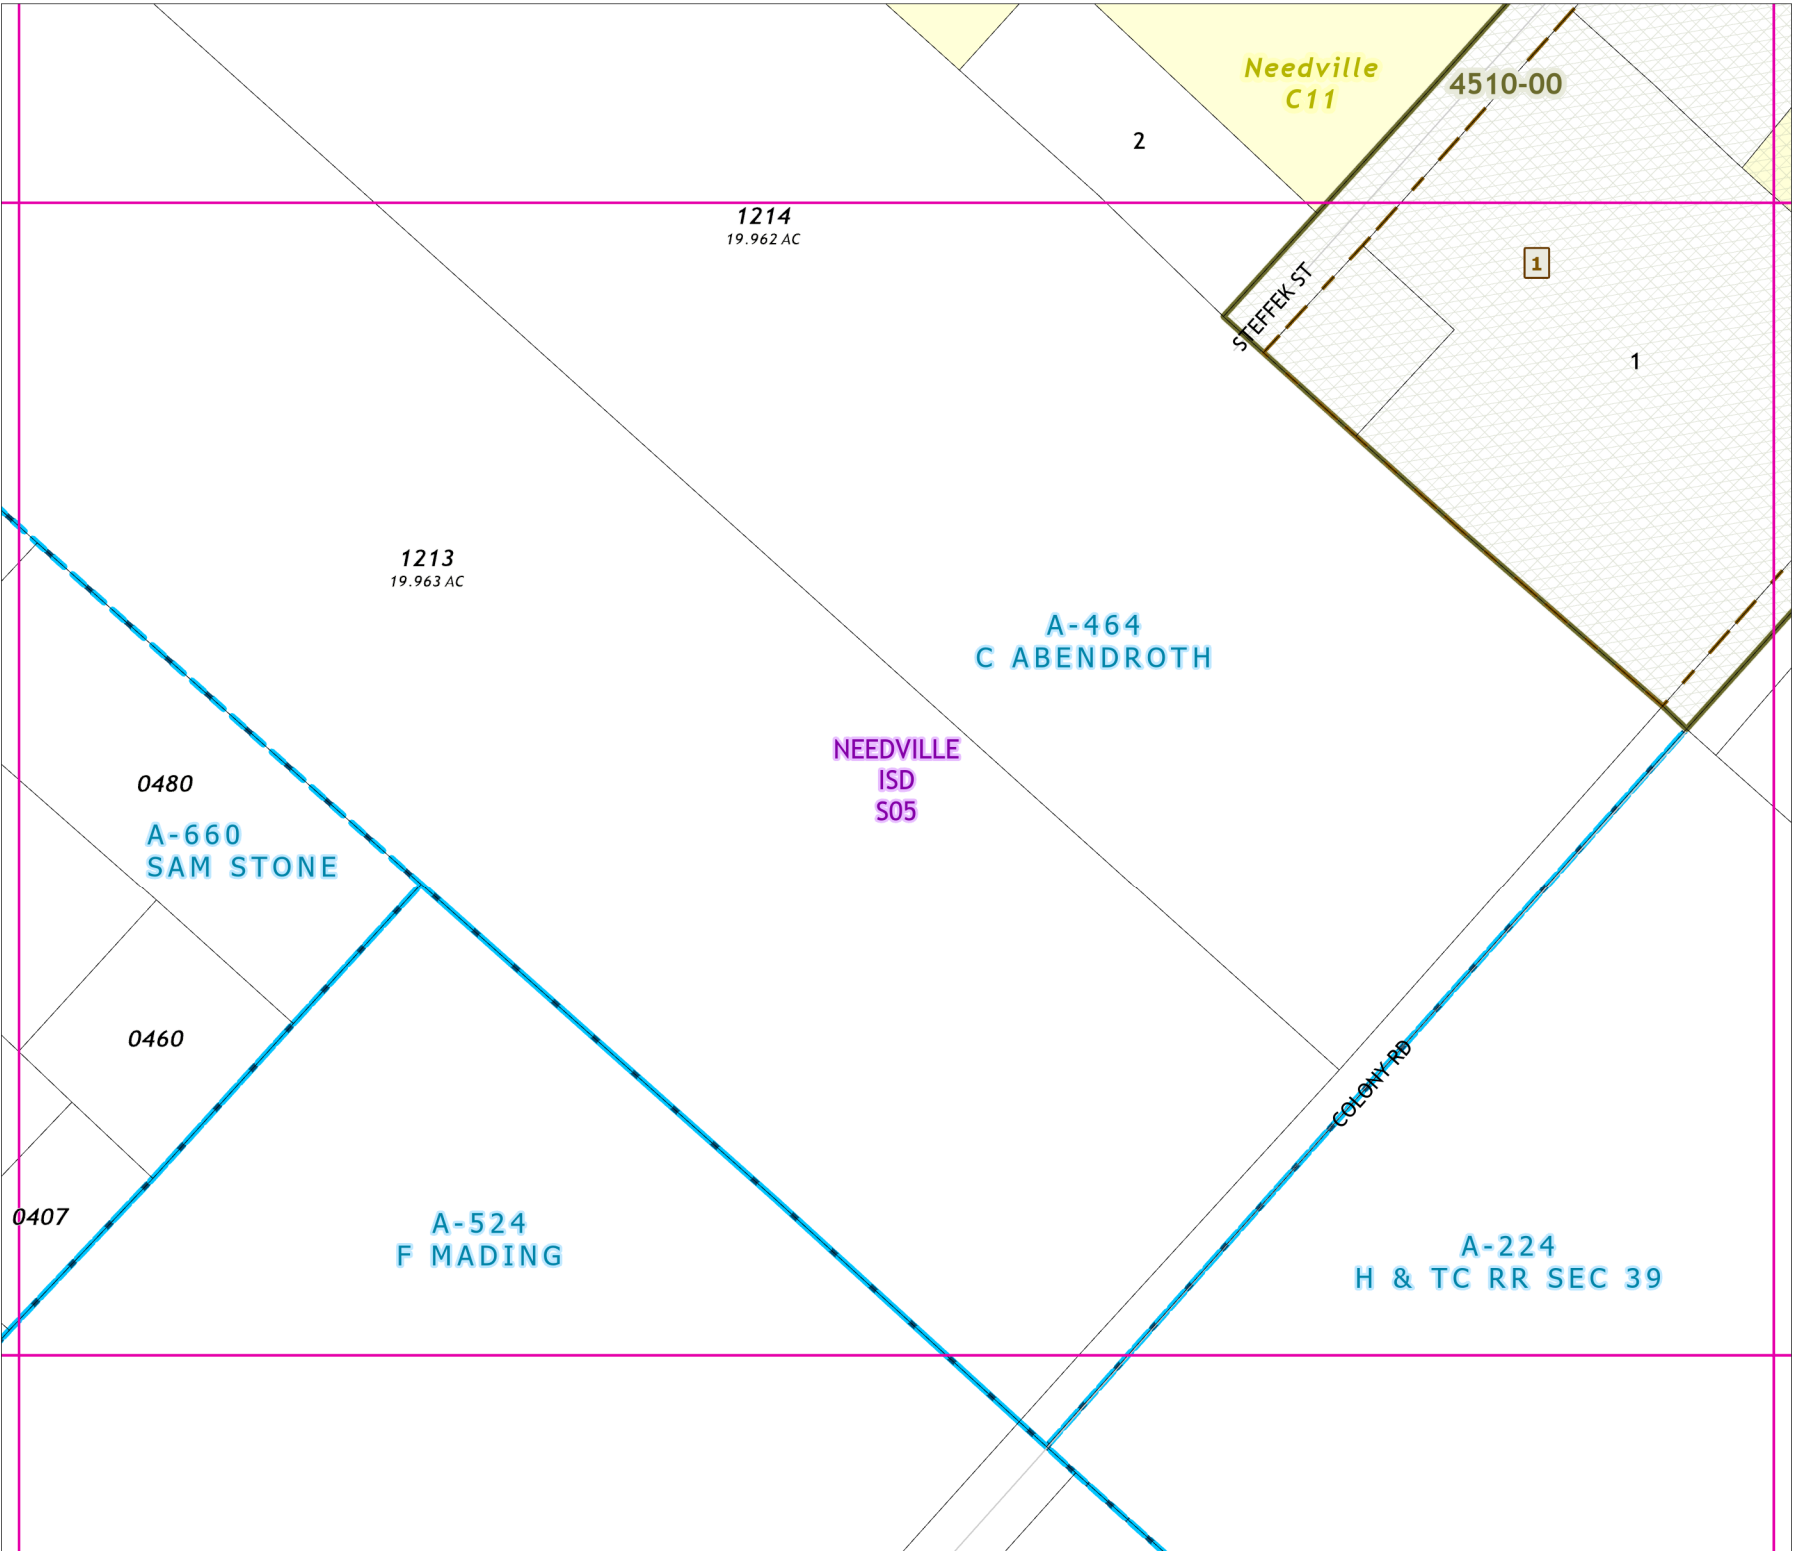 Needville
C11
4510-00
2
1214
19.962 AC
1
STEFFEK ST
1
1213
19.963 AC
A-464
C ABENDROTH
NEEDVILLE
ISD
S05
0480
A-660
SAM STONE
0460
COLONY RD
0407
A-524
F MADING
A-224
H & TC RR SEC 39